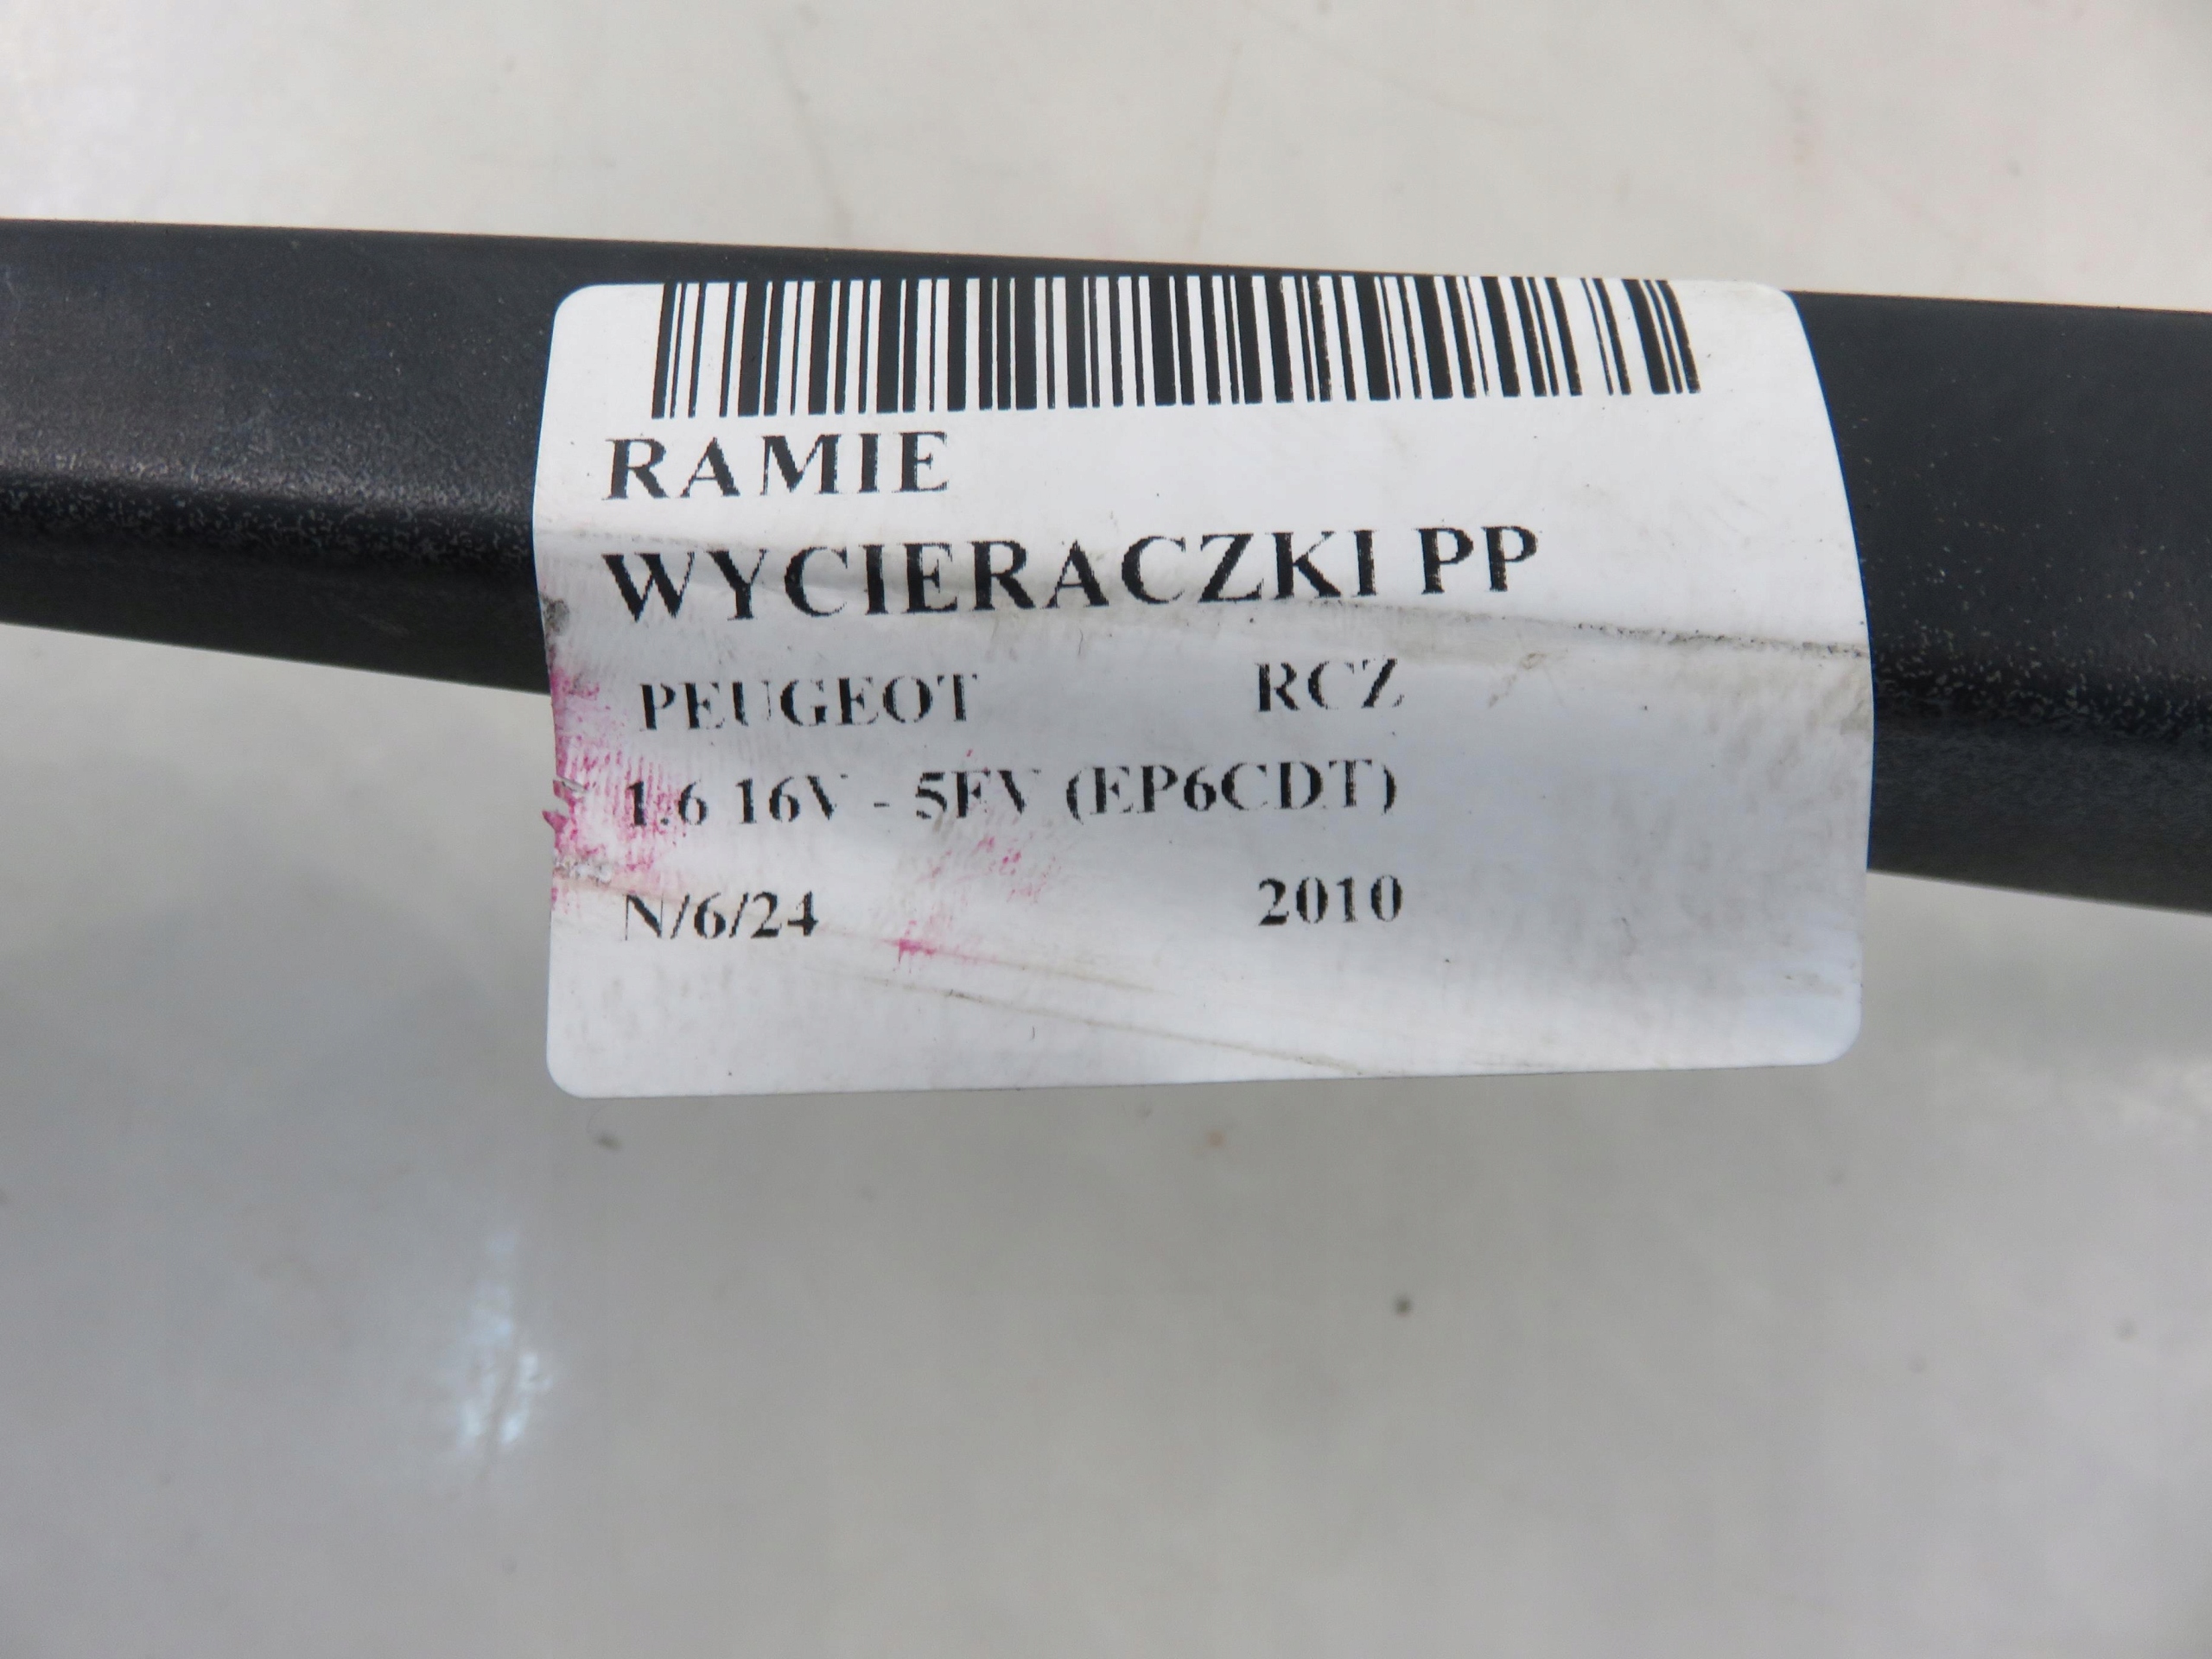 RAMIE
WYCIERACZKI PP
PEUGEOT RCZ
1.6 16V - 5FV (EP6CDT)
N/6/24 2010